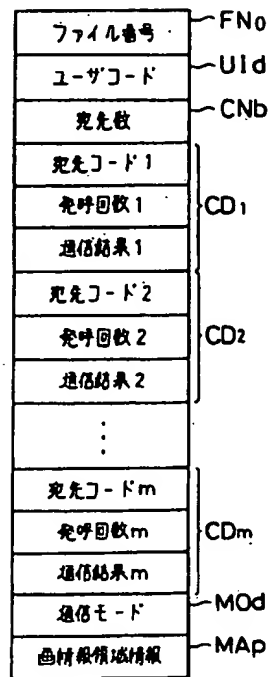 ファイル番号 FNo
ユーザコード UId
宛先数 CNb
宛先コード1
発呼回数1 CD1
通信結果1
宛先コード2
発呼回数2 CD2
通信結果2
⋮
宛先コードm
発呼回数m CDm
通信結果m
通信モード MOd
画情報領域情報 MAp